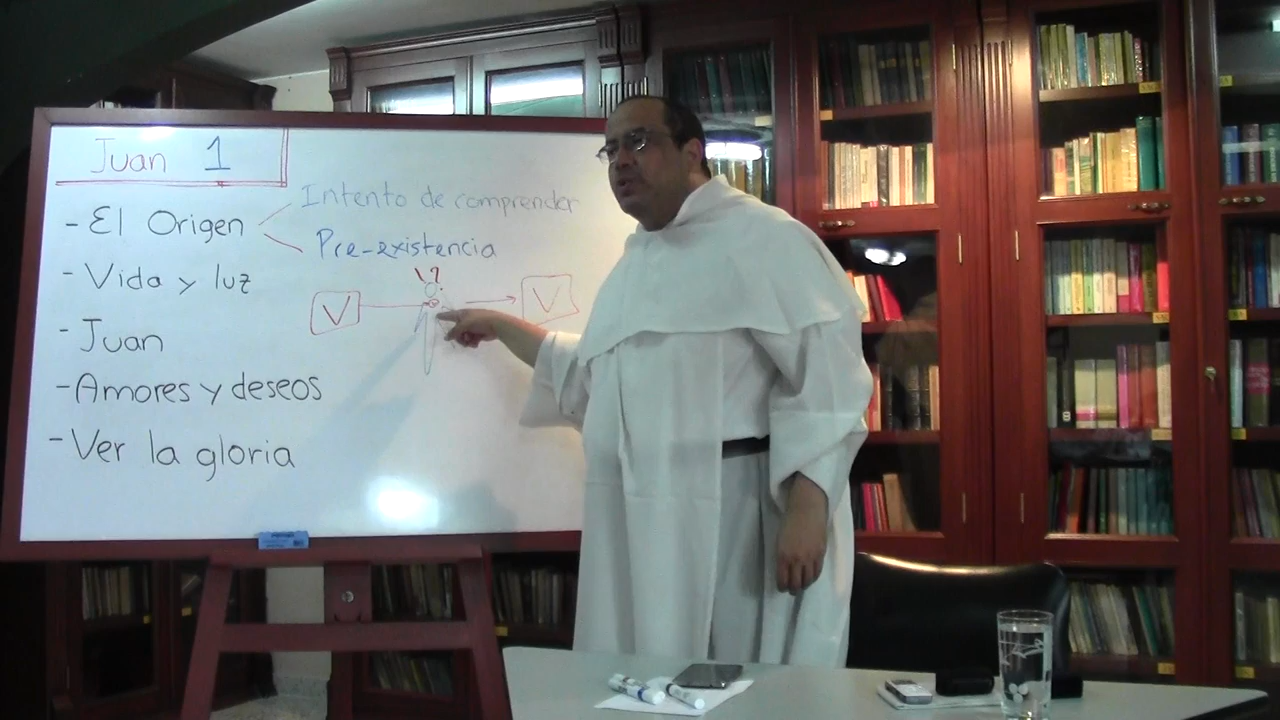 Juan 1
- El Origen
Intento de comprender
Pre-existencia
- Vida y luz
V
!?
V
- Juan
- Amores y deseos
- Ver la gloria